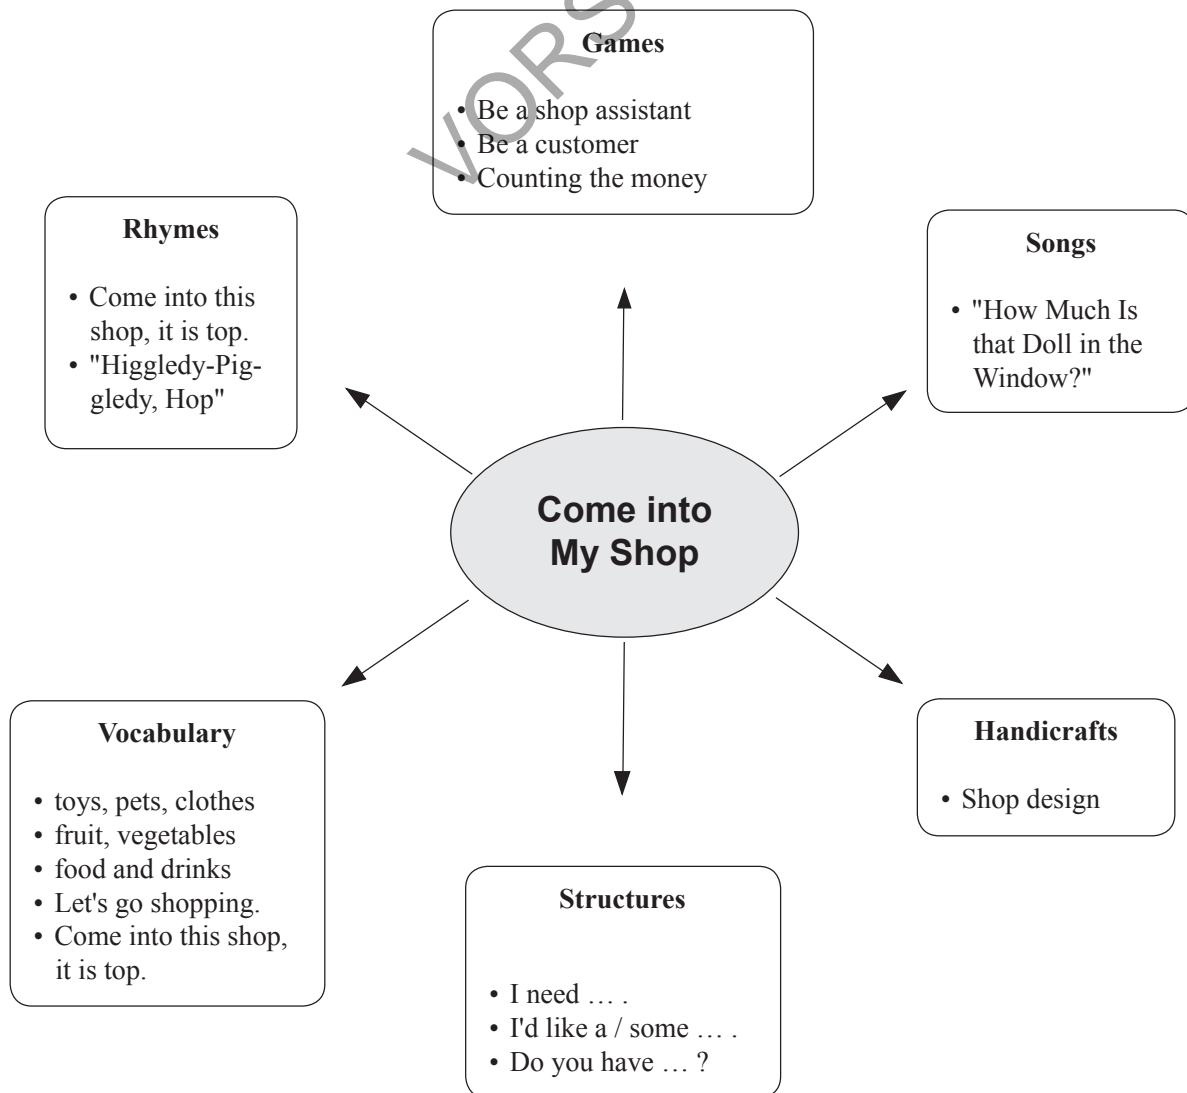 VORS
Games
• Be a shop assistant
• Be a customer
• Counting the money
Rhymes
• Come into this
shop, it is top.
• "Higgledy-Pig-
gledy, Hop"
Songs
• "How Much Is
that Doll in the
Window?"
Come into
My Shop
Vocabulary
• toys, pets, clothes
• fruit, vegetables
• food and drinks
• Let's go shopping.
• Come into this shop,
it is top.
Handicrafts
• Shop design
Structures
• I need … .
• I'd like a / some … .
• Do you have … ?